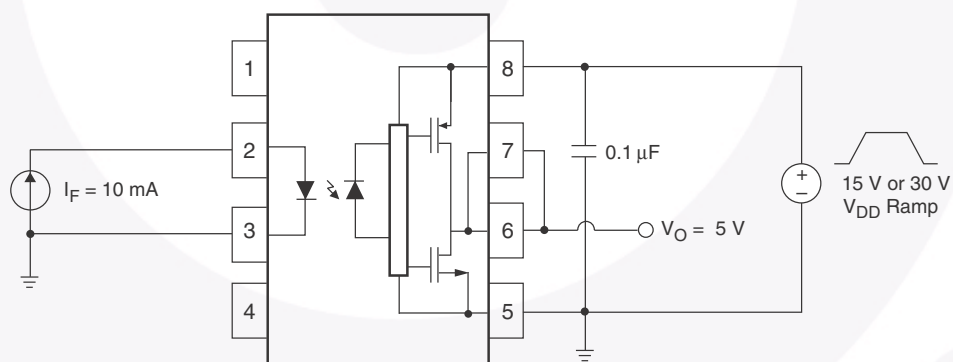 1
2
3
4
8
7
6
5
I_F = 10 mA
0.1 µF
V_O = 5 V
+
–
15 V or 30 V
V_DD Ramp